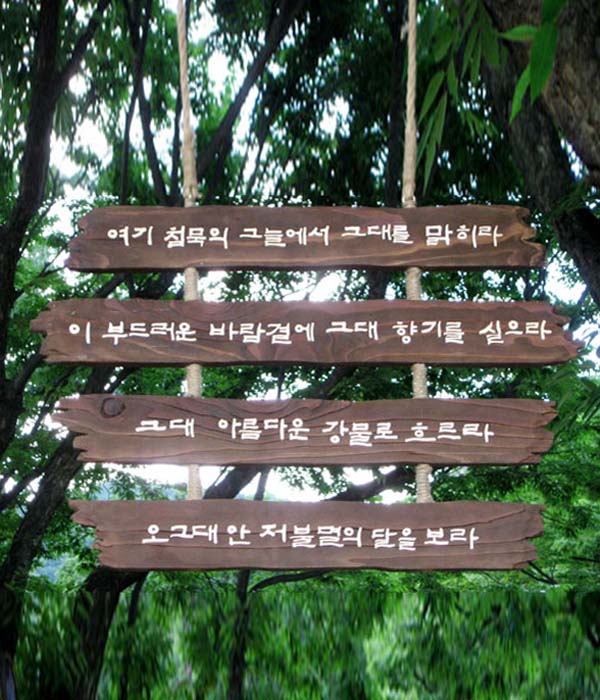 여기 침묵의 그늘에서 그대를 맑히라
이 부드러운 바람결에 그대 향기를 실으라
그대 아름다운 강물로 흐르라
오 그대 안 저 불멸의 달을 보라